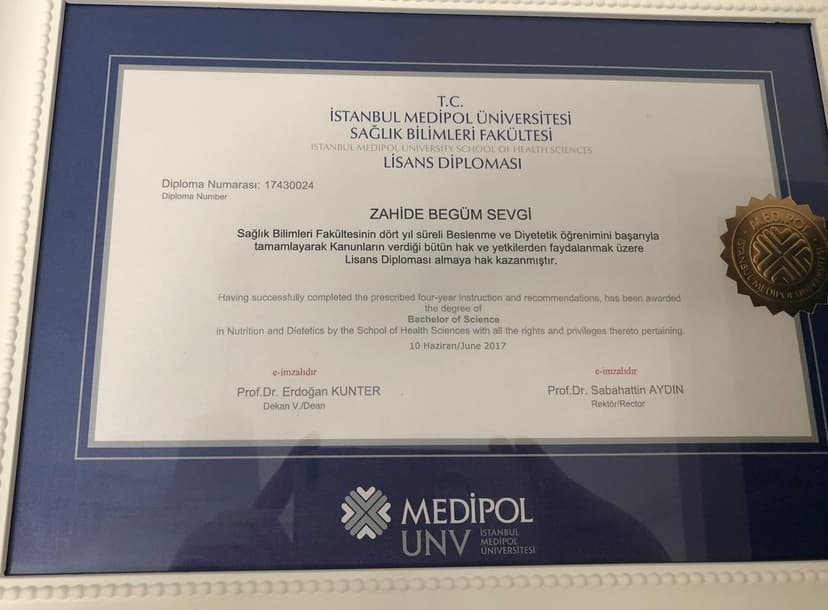 T.C.
İSTANBUL MEDİPOL ÜNİVERSİTESİ
SAĞLIK BİLİMLERİ FAKÜLTESİ
ISTANBUL MEDIPOL UNIVERSITY SCHOOL OF HEALTH SCIENCES
LİSANS DİPLOMASI
Diploma Numarası: 17430024
Diploma Number
ZAHİDE BEGÜM SEVGİ
Sağlık Bilimleri Fakültesinin dört yıl süreli Beslenme ve Diyetetik öğrenimini başarıyla
tamamlayarak Kanunların verdiği bütün hak ve yetkilerden faydalanmak üzere
Lisans Diploması almaya hak kazanmıştır.
Having successfully completed the prescribed four-year instruction and recommendations, has been awarded
the degree of
Bachelor of Science
in Nutrition and Dietetics by the School of Health Sciences with all the rights and privileges thereto pertaining.
10 Haziran/June 2017
e-imzalıdır
Prof.Dr. Erdoğan KUNTER
Dekan V./Dean
e-imzalıdır
Prof.Dr. Sabahattin AYDIN
Rektör/Rector
MEDİPOL
UNV
İSTANBUL
MEDİPOL
ÜNİVERSİTESİ
MEDİPOL